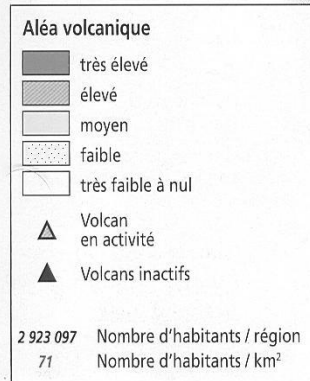 Aléa volcanique
très élevé
élevé
moyen
faible
très faible à nul
Volcan
en activité
Volcans inactifs
2 923 097 Nombre d'habitants / région
71 Nombre d'habitants / km²